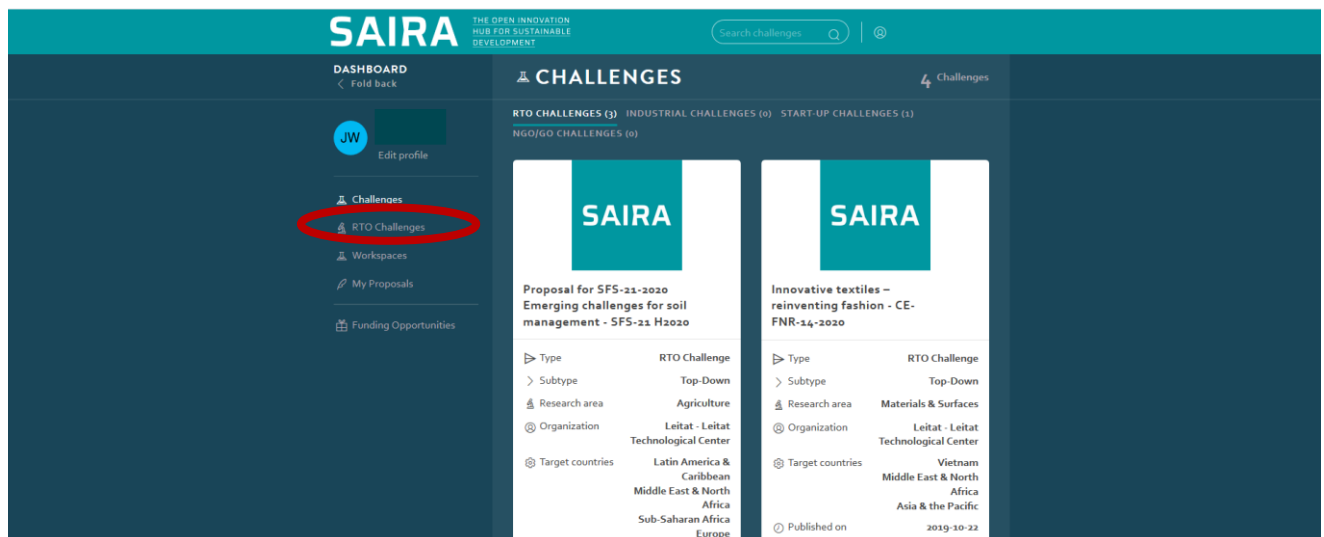 SAIRA
THE OPEN INNOVATION
HUB FOR SUSTAINABLE
DEVELOPMENT
Search challenges
DASHBOARD
< Fold back
JW
Edit profile
Challenges
RTO Challenges
Workspaces
My Proposals
Funding Opportunities
CHALLENGES
4 Challenges
RTO CHALLENGES (3) INDUSTRIAL CHALLENGES (0) START-UP CHALLENGES (1)
NGO/GO CHALLENGES (0)
SAIRA
Proposal for SFS-
21-2020
Emerging challenges for soil
management - SFS-21 H2020
Type RTO Challenge
Subtype Top-Down
Research area Agriculture
Organization Leitat - Leitat
Technological Center
Target countries Latin America &
Caribbean
Middle East & North
Africa
Sub-Saharan Africa
Europe
SAIRA
Innovative textiles –
reinventing fashion - CE-
FNR-14-2020
Type RTO Challenge
Subtype Top-Down
Research area Materials & Surfaces
Organization Leitat - Leitat
Technological Center
Target countries Vietnam
Middle East & North
Africa
Asia & the Pacific
Published on 2019-10-22